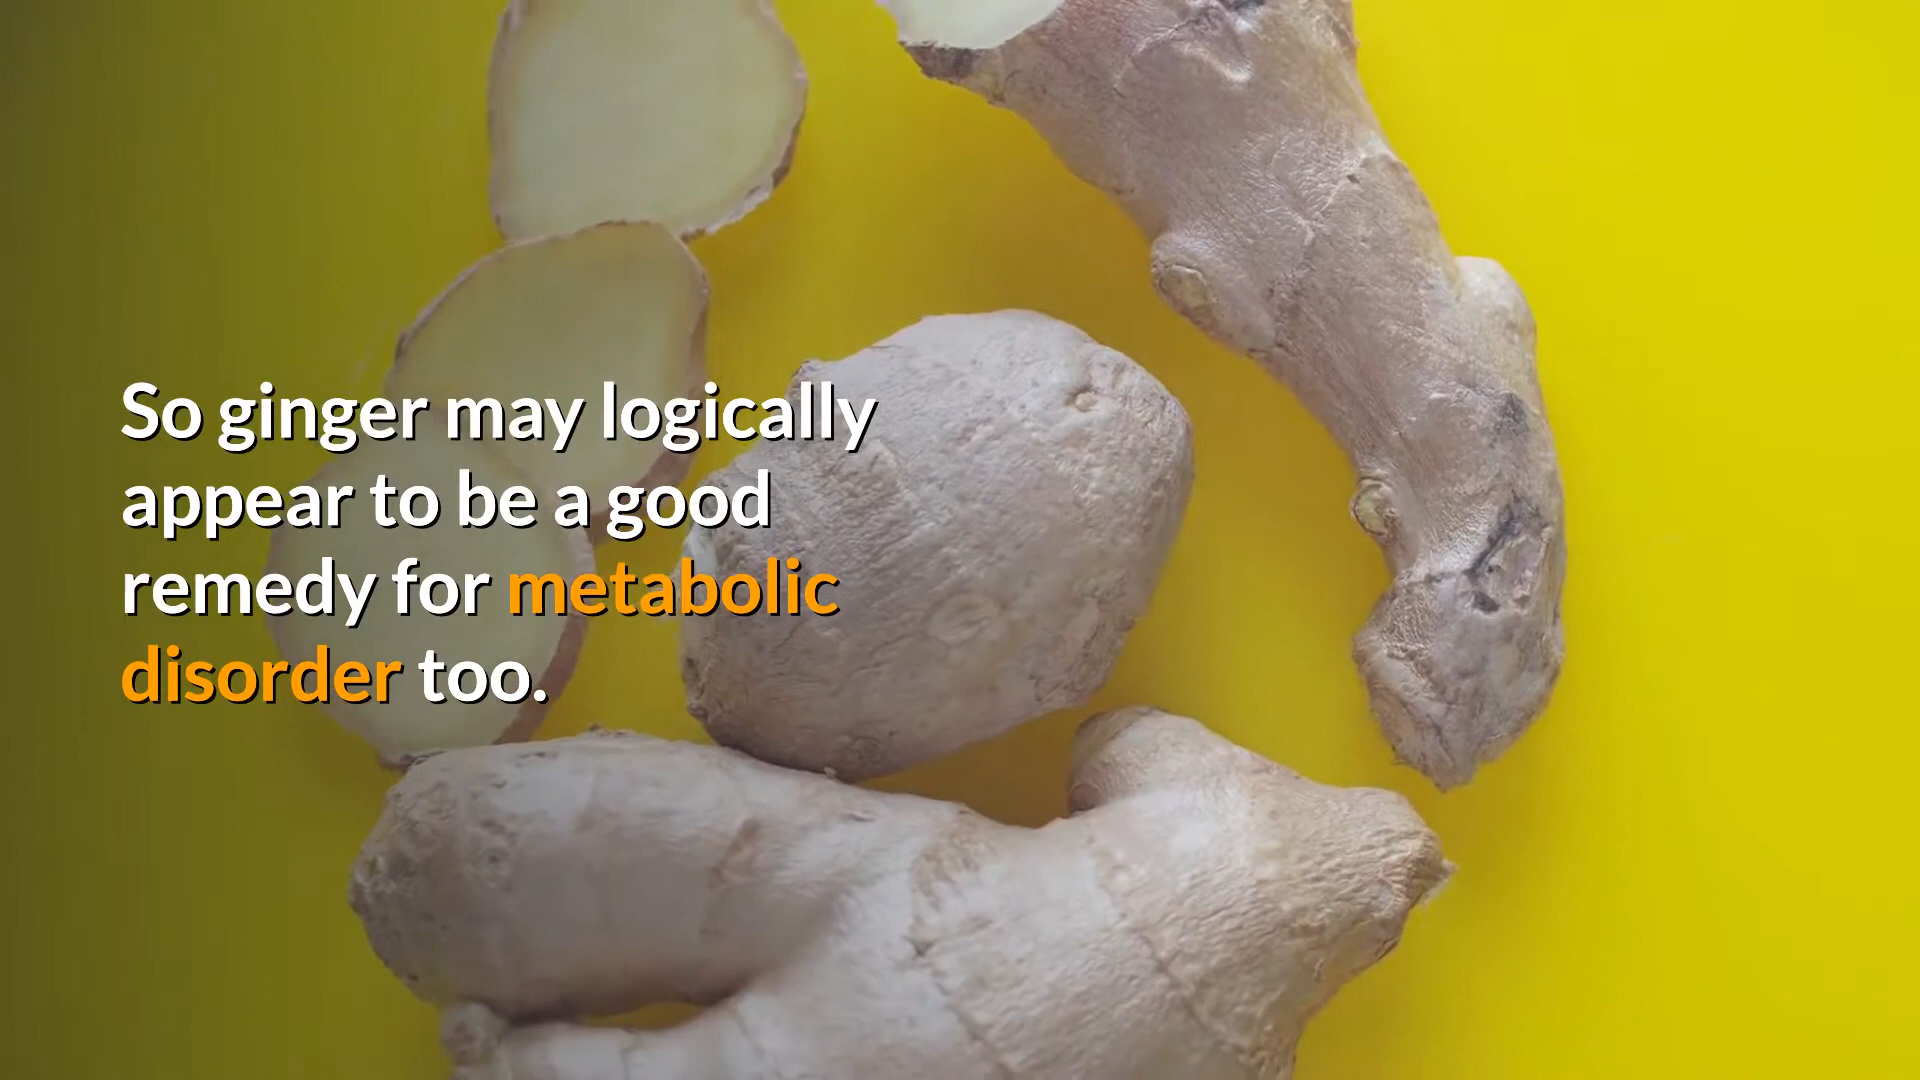 So ginger may logically
appear to be a good
remedy for metabolic
disorder too.